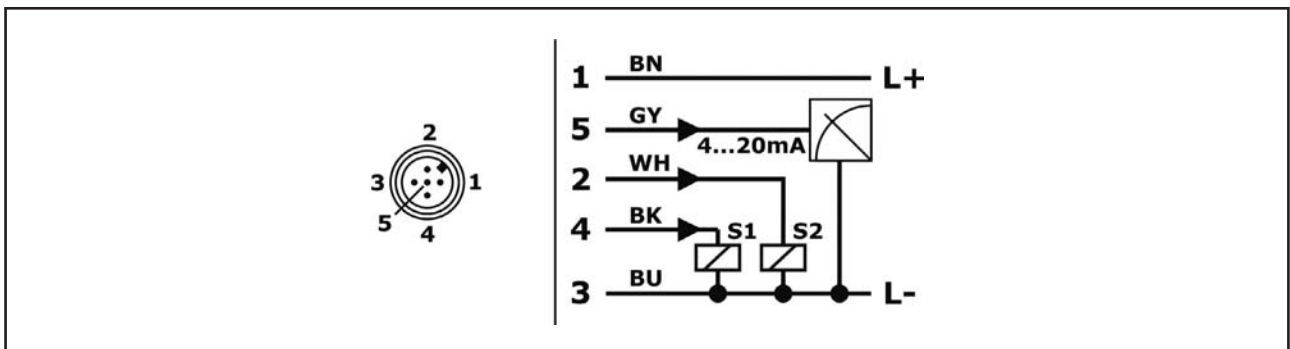 2
3
1
5
4
1 BN L+
5 GY
4...20mA
2 WH
4 BK S1 S2
3 BU L-